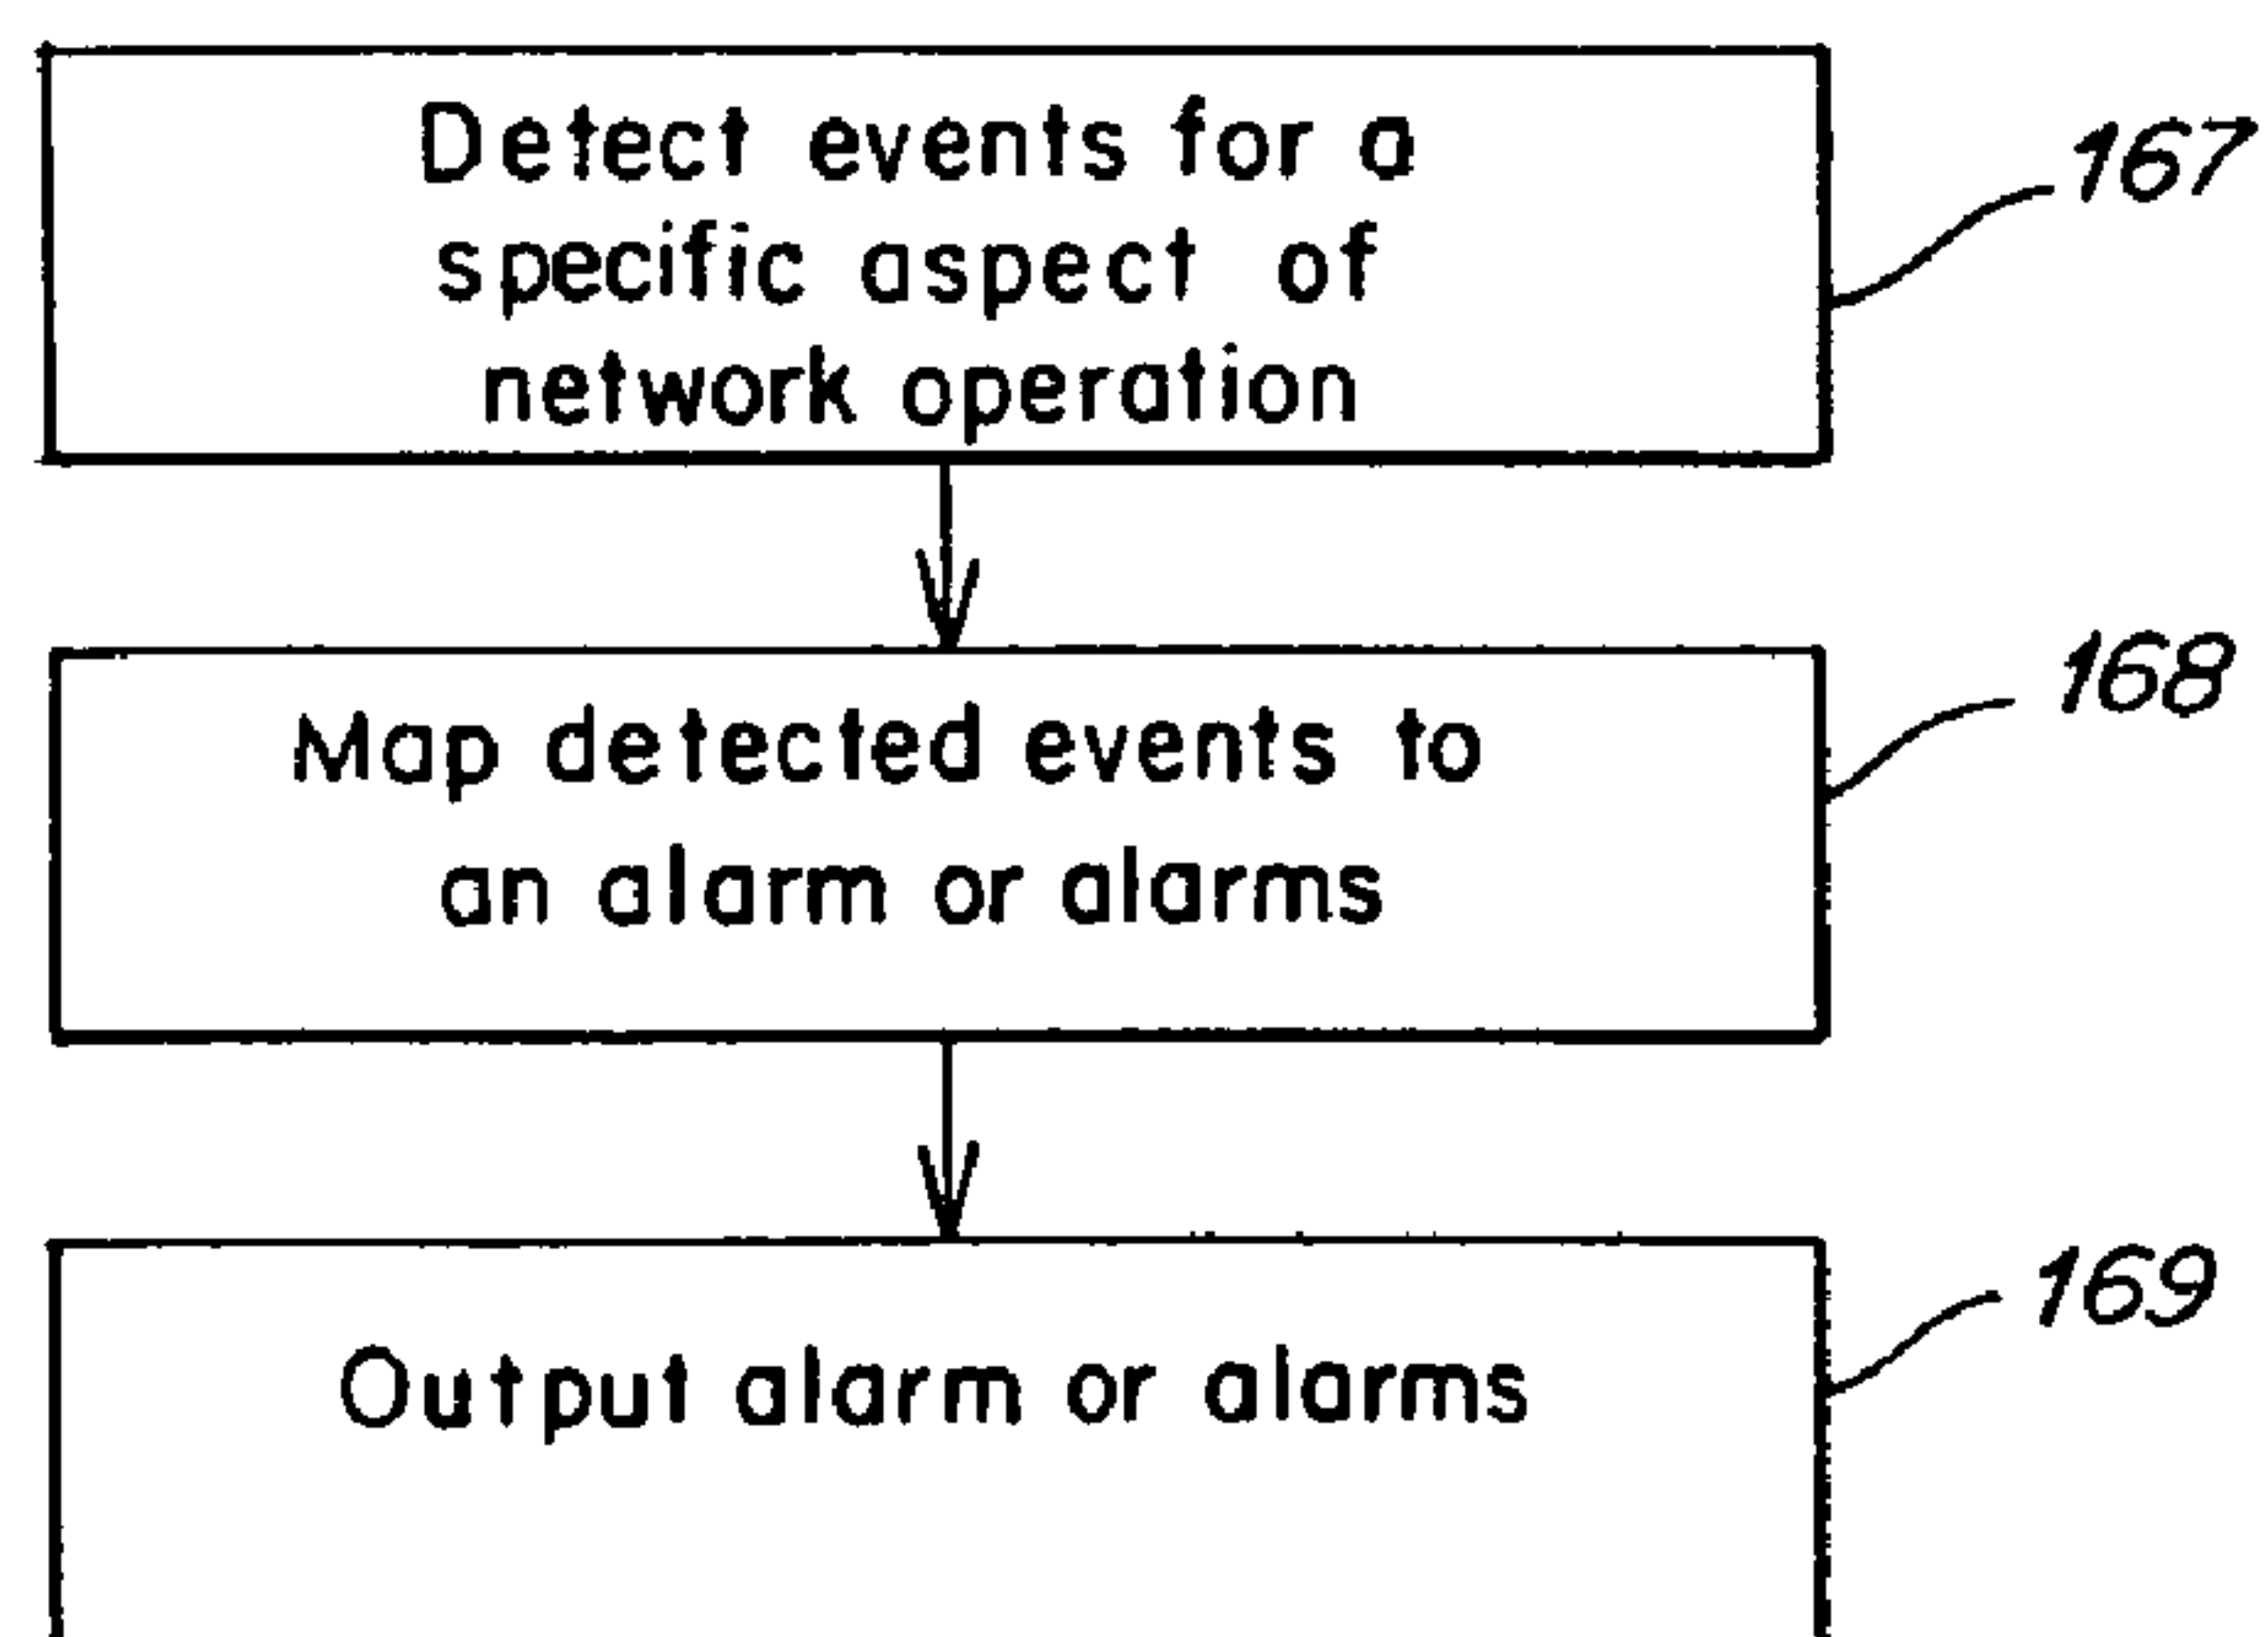 Detect events for a
specific aspect of
network operation
167
Map detected events to
an alarm or alarms
168
Output alarm or alarms
169